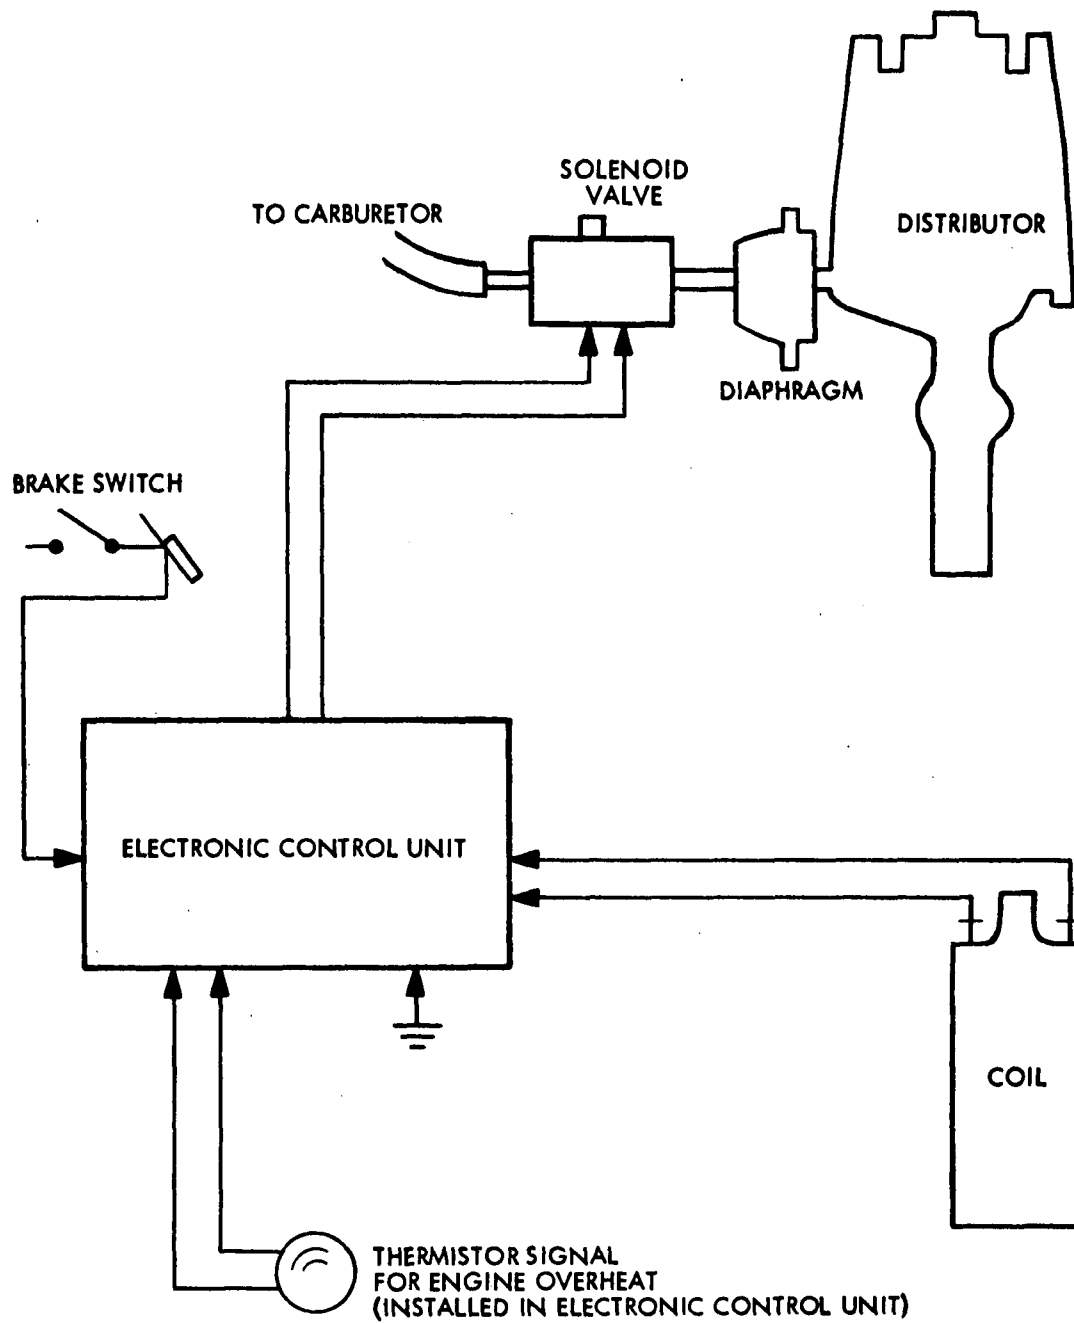 SOLENOID
VALVE
TO CARBURETOR
DISTRIBUTOR
DIAPHRAGM
BRAKE SWITCH
ELECTRONIC CONTROL UNIT
COIL
THERMISTOR SIGNAL
FOR ENGINE OVERHEAT
(INSTALLED IN ELECTRONIC CONTROL UNIT)